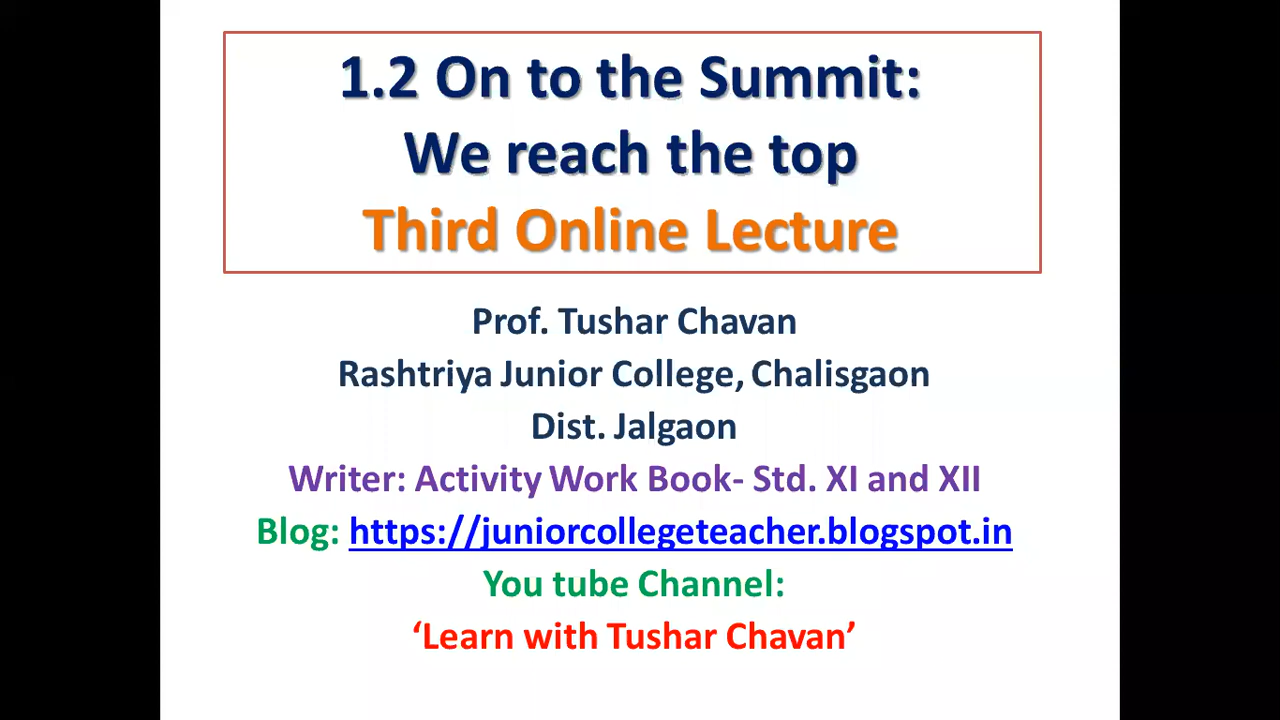 1.2 On to the Summit:
We reach the top
Third Online Lecture
Prof. Tushar Chavan
Rashtriya Junior College, Chalisgaon
Dist. Jalgaon
Writer: Activity Work Book- Std. XI and XII
Blog: https://juniorcollegeteacher.blogspot.in
You tube Channel:
‘Learn with Tushar Chavan’